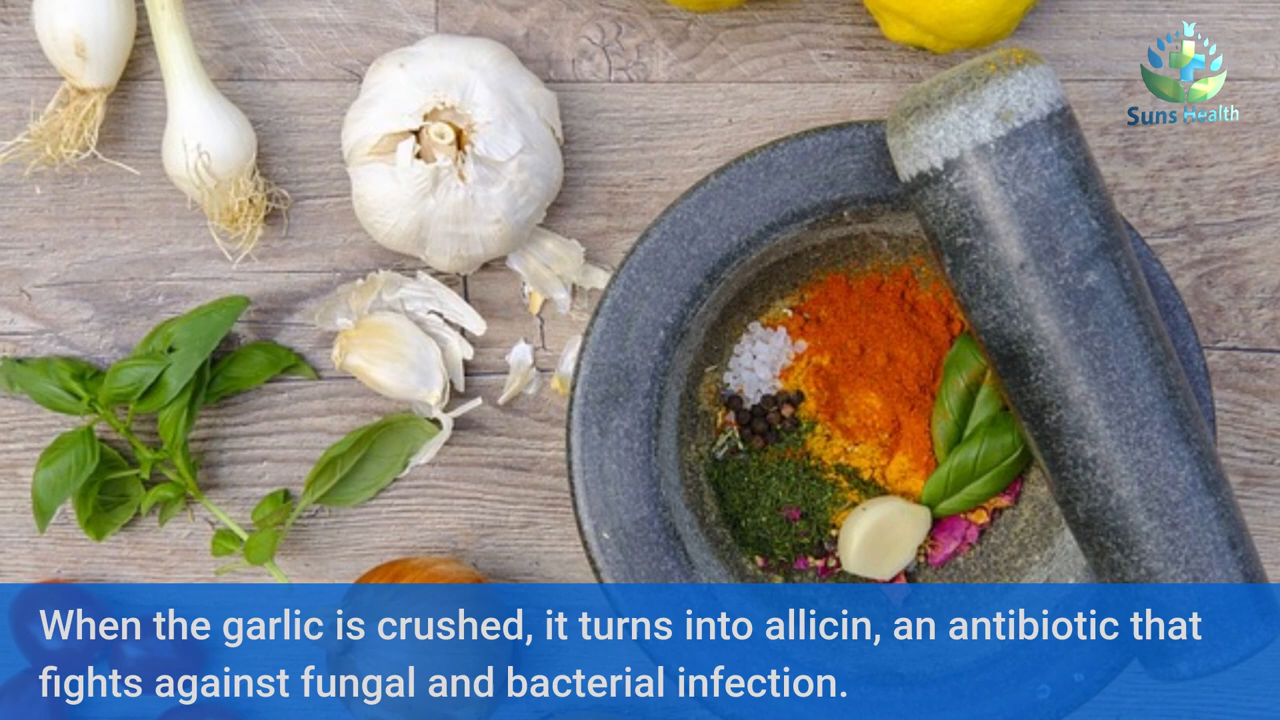 Suns Health
When the garlic is crushed, it turns into allicin, an antibiotic that
fights against fungal and bacterial infection.